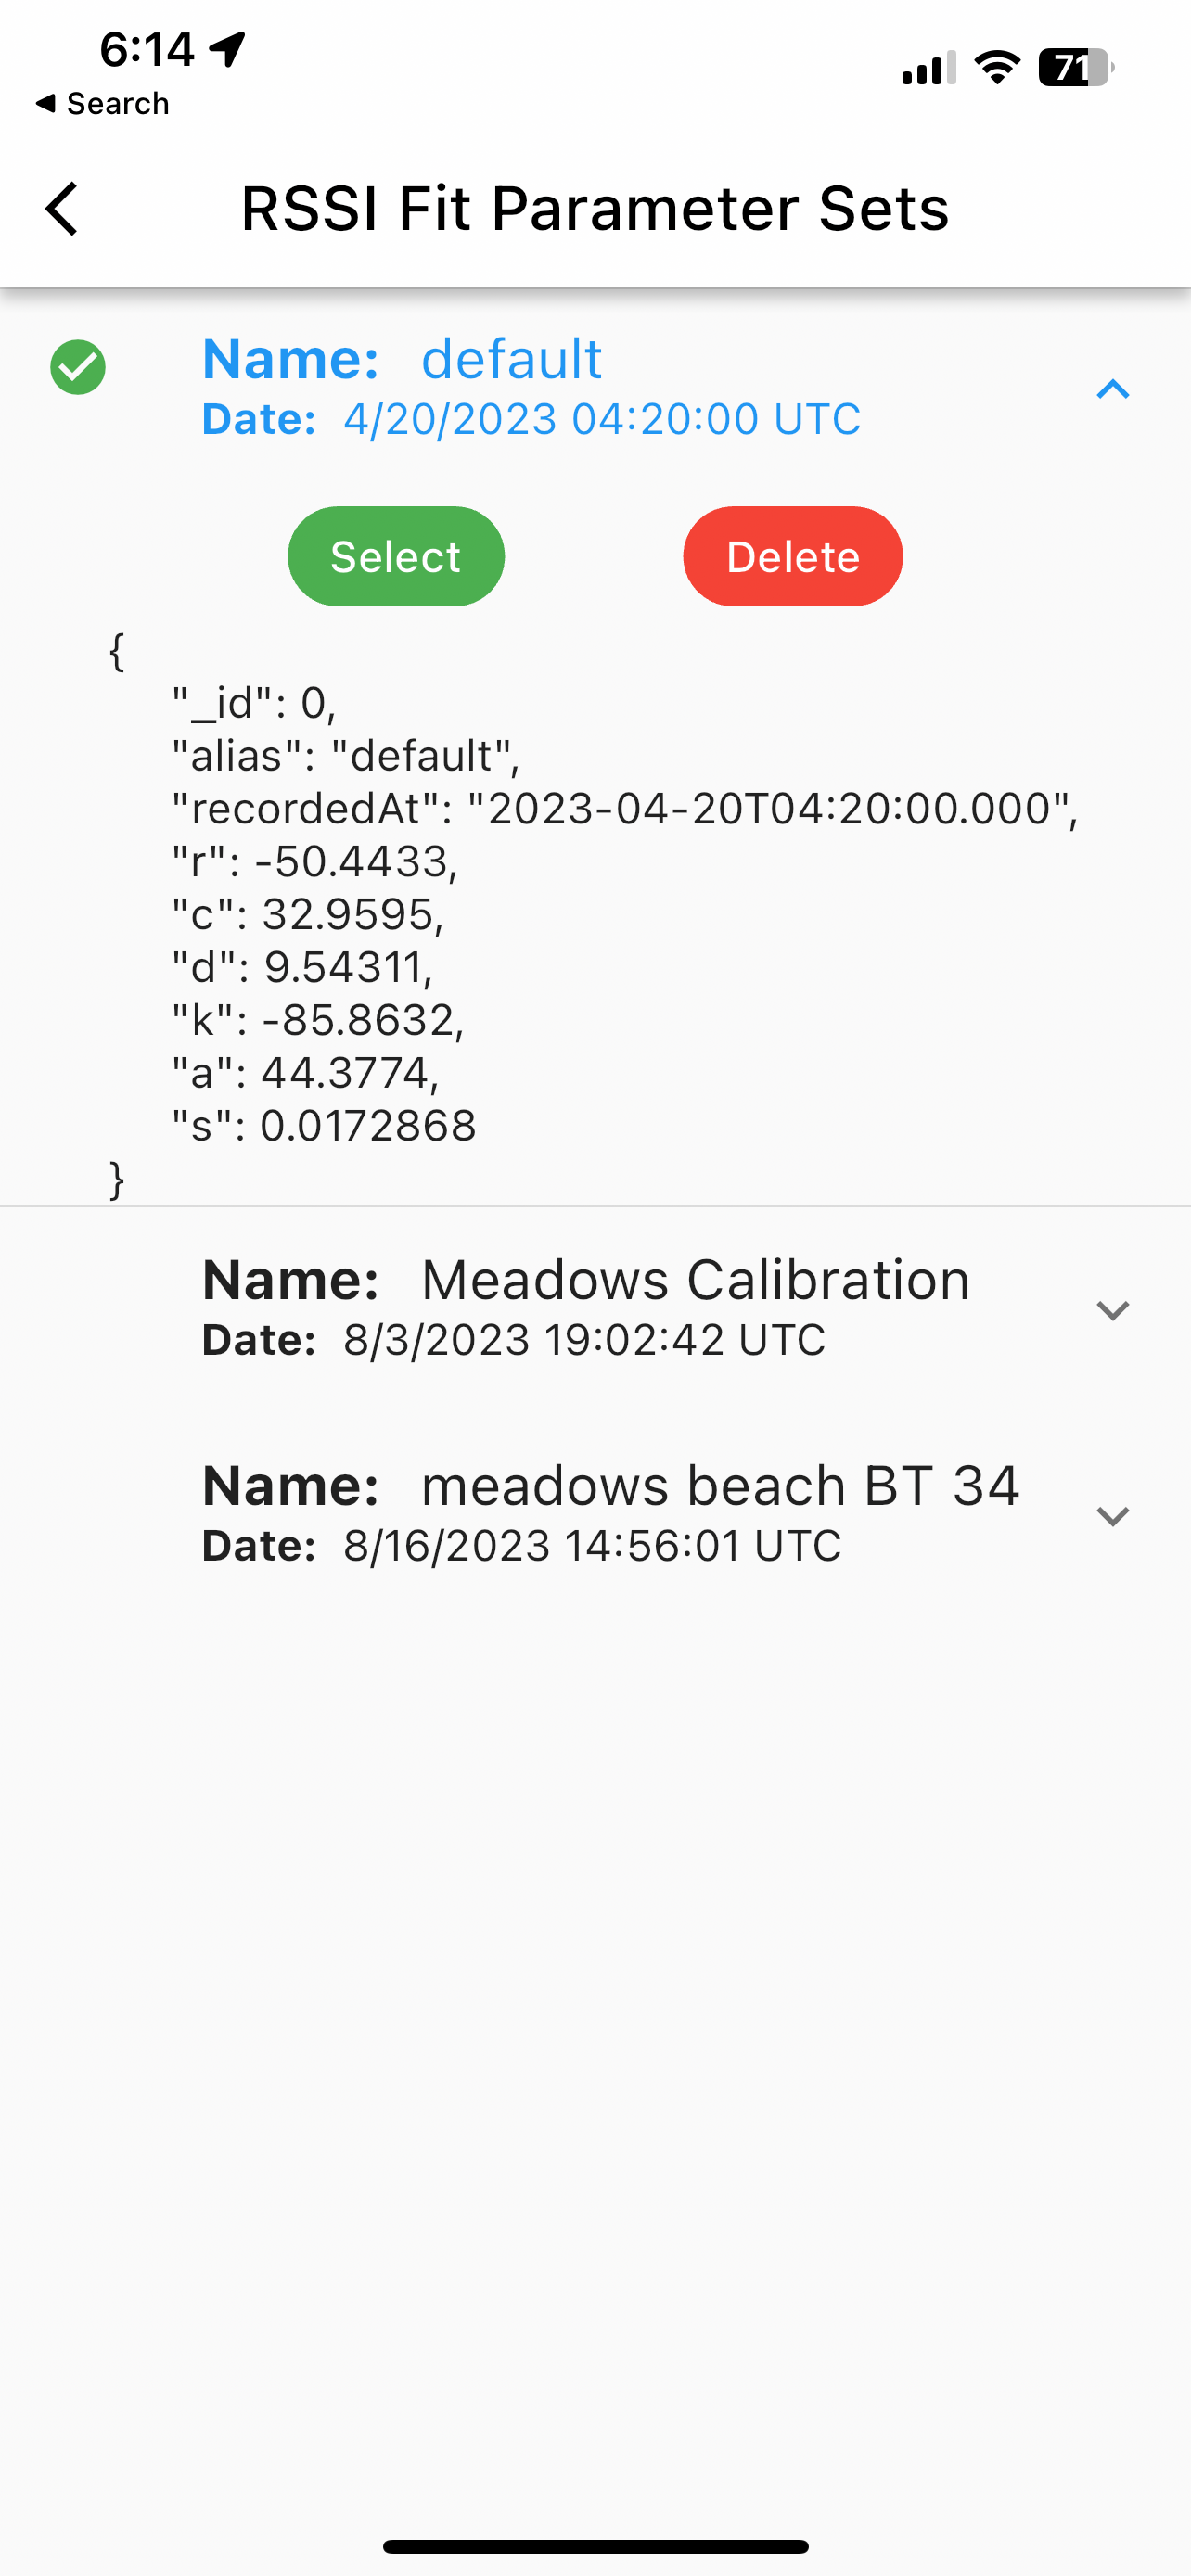 6:14
71
Search
RSSI Fit Parameter Sets
Name: default
Date: 4/20/2023 04:20:00 UTC
Select Delete
{
"_id": 0,
"alias": "default",
"recordedAt": "2023-04-20T04:20:00.000",
"r": -50.4433,
"c": 32.9595,
"d": 9.54311,
"k": -85.8632,
"a": 44.3774,
"s": 0.0172868
}
Name: Meadows Calibration
Date: 8/3/2023 19:02:42 UTC
Name: meadows beach BT 34
Date: 8/16/2023 14:56:01 UTC